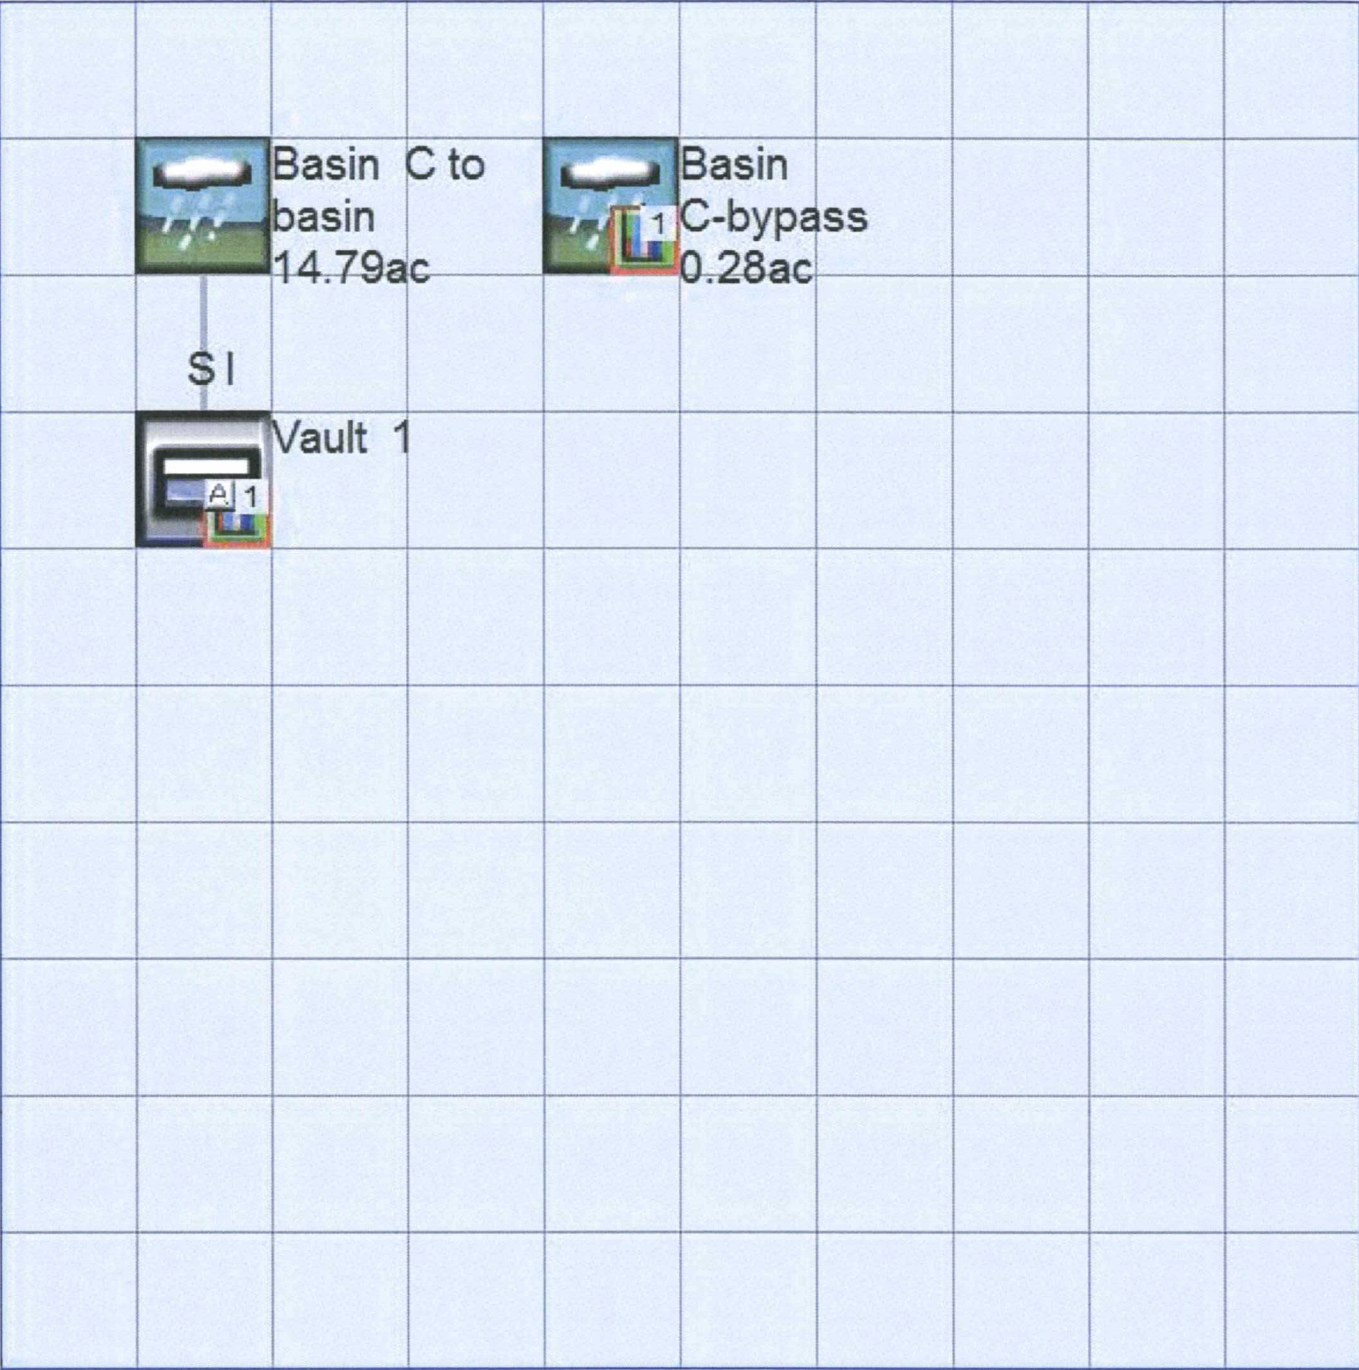 Basin C to
basin
14.79ac
1
Basin
C-bypass
0.28ac
S I
Vault 1
A 1